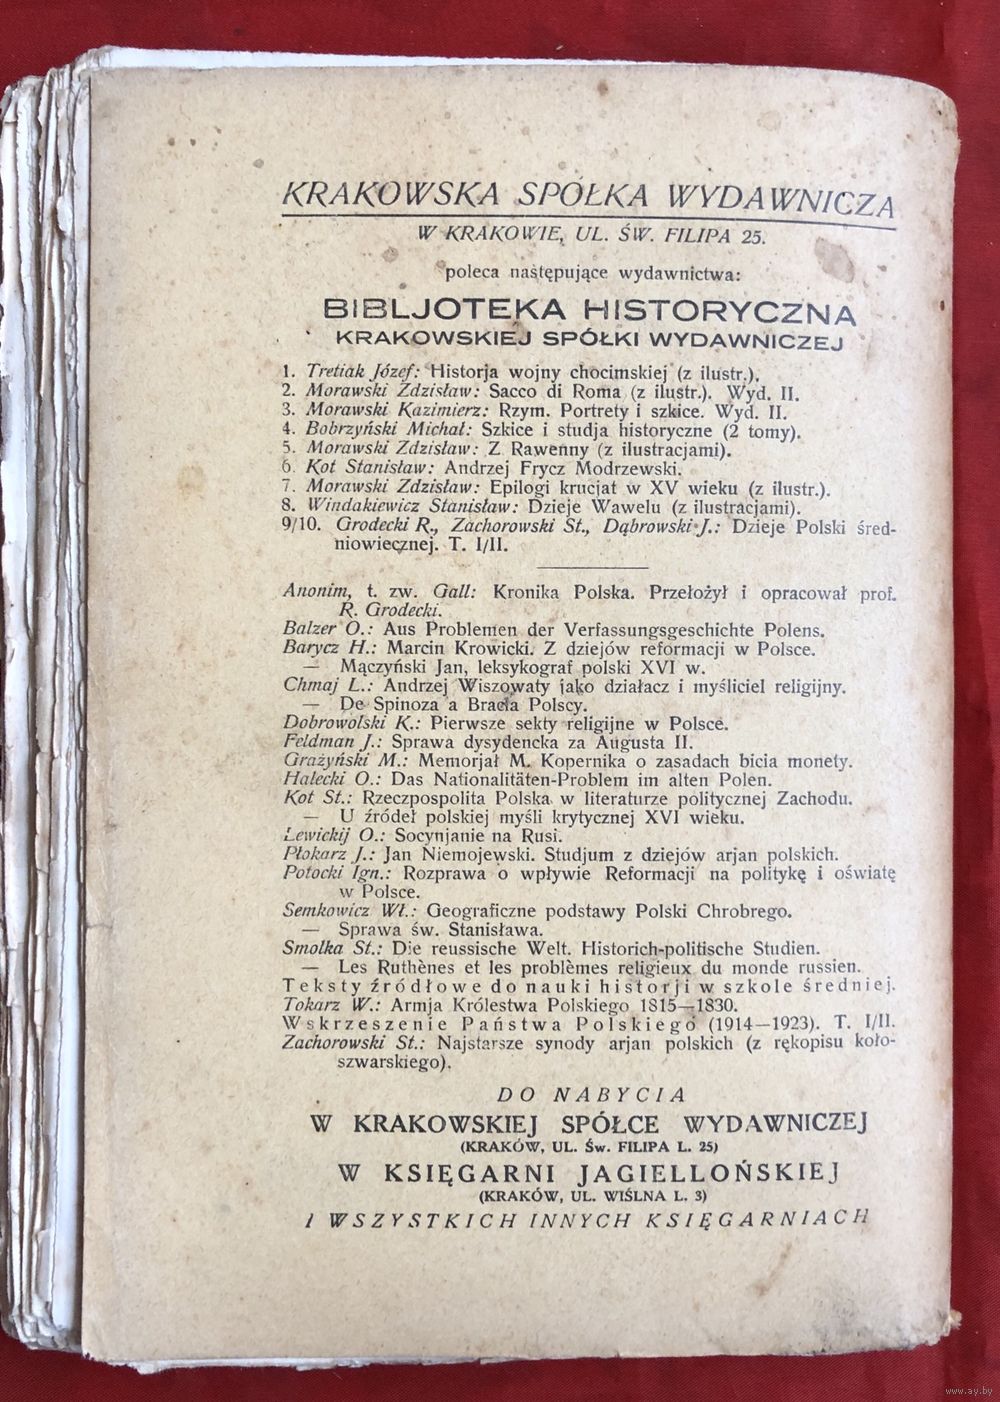 KRAKOWSKA SPÓŁKA WYDAWNICZA
W KRAKOWIE, UL. ŚW. FILIPA 25.
poleca następujące wydawnictwa:
BIBLJOTEKA HISTORYCZNA
KRAKOWSKIEJ SPÓŁKI WYDAWNICZEJ
1. Tretiak Józef: Historja wojny chocimskiej (z ilustr.).
2. Morawski Zdzisław: Sacco di Roma (z ilustr.). Wyd. II.
3. Morawski Kazimierz: Rzym. Portrety i szkice. Wyd. II.
4. Bobrzyński Michał: Szkice i studja historyczne (2 tomy).
5. Morawski Zdzisław: Z Rawenny (z ilustracjami).
6. Kot Stanisław: Andrzej Frycz Modrzewski.
7. Morawski Zdzisław: Epilogi krucjat w XV wieku (z ilustr.).
8. Windakiewicz Stanisław: Dzieje Wawelu (z ilustracjami).
9/10. Grodecki R., Zachorowski St., Dąbrowski J.: Dzieje Polski śred-
niowiecznej. T. I/II.
Anonim, t. zw. Gall: Kronika Polska. Przełożył i opracował prof.
R. Grodecki.
Balzer O.: Aus Problemen der Verfassungsgeschichte Polens.
Barycz H.: Marcin Krowicki. Z dziejów reformacji w Polsce.
— Mączyński Jan, leksykograf polski XVI w.
Chmaj L.: Andrzej Wiszowaty jako działacz i myśliciel religijny.
— De Spinoza a Bracia Polscy.
Dobrowolski K.: Pierwsze sekty religijne w Polsce.
Feldman J.: Sprawa dysydencka za Augusta II.
Grażyński M.: Memorjał M. Kopernika o zasadach bicia monety.
Halecki O.: Das Nationalitäten-Problem im alten Polen.
Kot St.: Rzeczpospolita Polska w literaturze politycznej Zachodu.
— U źródeł polskiej myśli krytycznej XVI wieku.
Lewickij O.: Socynjanie na Rusi.
Płokarz J.: Jan Niemojewski. Studjum z dziejów arjan polskich.
Potocki Ign.: Rozprawa o wpływie Reformacji na politykę i oświatę
w Polsce.
Semkowicz Wł.: Geograficzne podstawy Polski Chrobrego.
— Sprawa św. Stanisława.
Smolka St.: Die reussische Welt. Historich-politische Studien.
— Les Ruthènes et les problèmes religieux du monde russien.
Teksty źródłowe do nauki historji w szkole średniej.
Tokarz W.: Armja Królestwa Polskiego 1815—1830.
Wskrzeszenie Państwa Polskiego (1914—1923). T. I/II.
Zachorowski St.: Najstarsze synody arjan polskich (z rękopisu koło-
szwarskiego).
DO NABYCIA
W KRAKOWSKIEJ SPÓŁCE WYDAWNICZEJ
(KRAKÓW, UL. Św. FILIPA L. 25)
W KSIĘGARNI JAGIELLOŃSKIEJ
(KRAKÓW, UL. WIŚLNA L. 3)
I WSZYSTKICH INNYCH KSIĘGARNIACH
www.ay.by